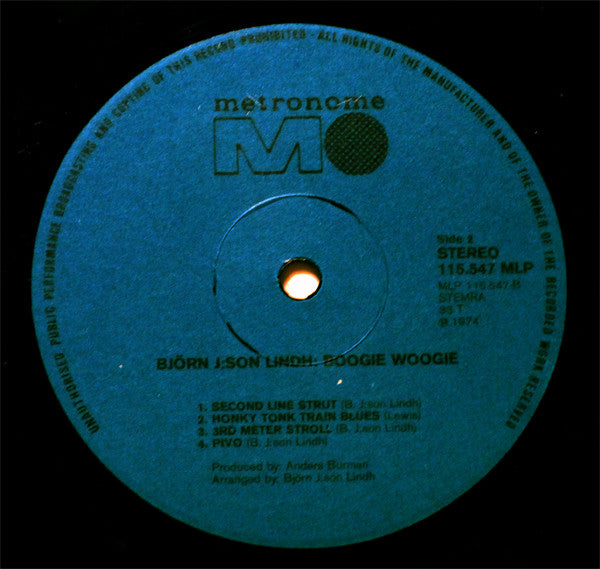 UNAUTHORISED PUBLIC PERFORMANCE BROADCASTING AND COPYING OF THIS RECORD PROHIBITED - ALL RIGHTS OF THE MANUFACTURER AND OF THE OWNER OF THE RECORDED WORK RESERVED
metronome
MO
Side 2
STEREO
115.547 MLP
MLP 115.547-B
STEMRA
33 T
℗ 1974
BJÖRN J:SON LINDH: BOOGIE WOOGIE
1. SECOND LINE STRUT (B. J:son Lindh)
2. HONKY TONK TRAIN BLUES (Lewis)
3. 3RD METER STROLL (B. J:son Lindh)
4. PIVO (B. J:son Lindh)
Produced by: Anders Burman
Arranged by: Björn J:son Lindh